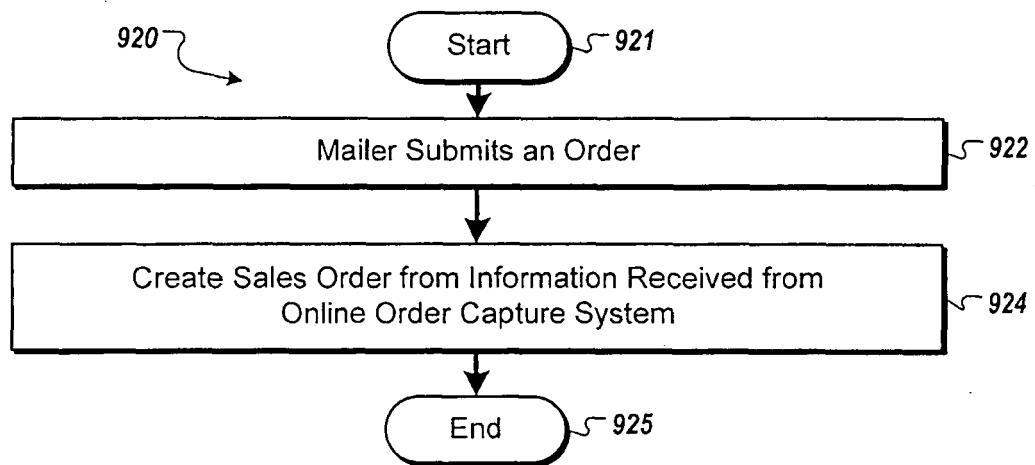 920
Start
921
Mailer Submits an Order
922
Create Sales Order from Information Received from
Online Order Capture System
924
End
925